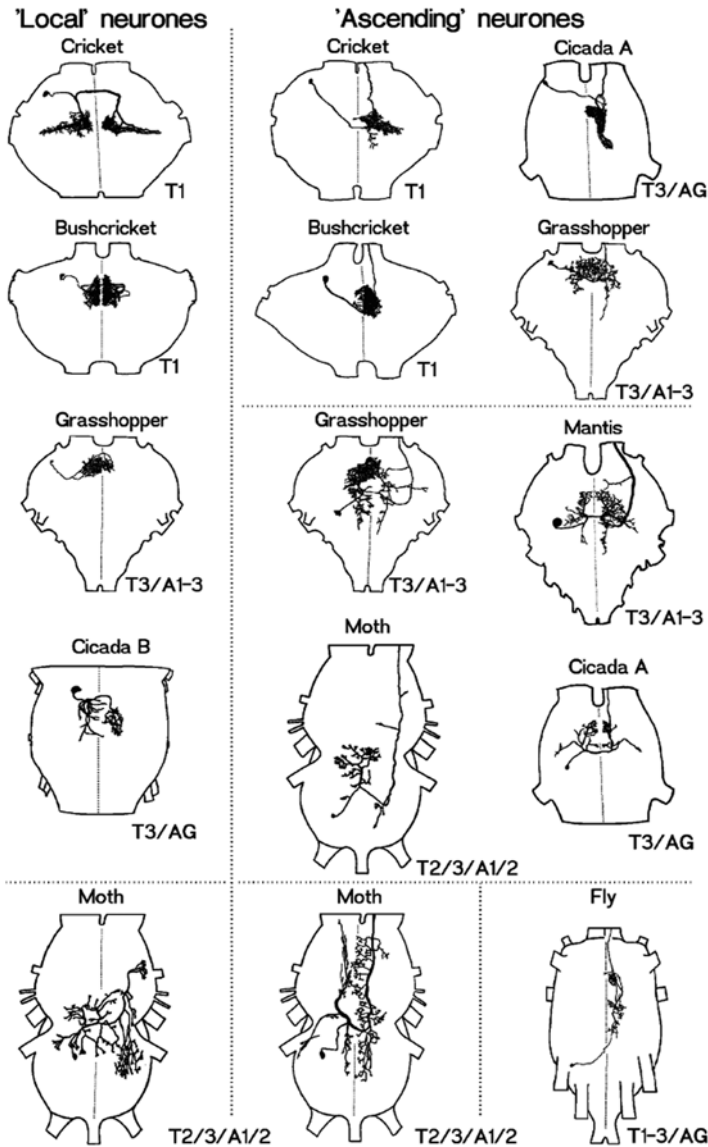 'Local' neurones
'Ascending' neurones
Cricket
Cricket
Cicada A
T1
T1
T3/AG
Bushcricket
Bushcricket
Grasshopper
T1
T1
T3/A1-3
Grasshopper
Grasshopper
Mantis
T3/A1-3
T3/A1-3
T3/A1-3
Cicada B
Moth
Cicada A
T3/AG
T2/3/A1/2
T3/AG
Moth
Moth
Fly
T2/3/A1/2
T2/3/A1/2
T1-3/AG